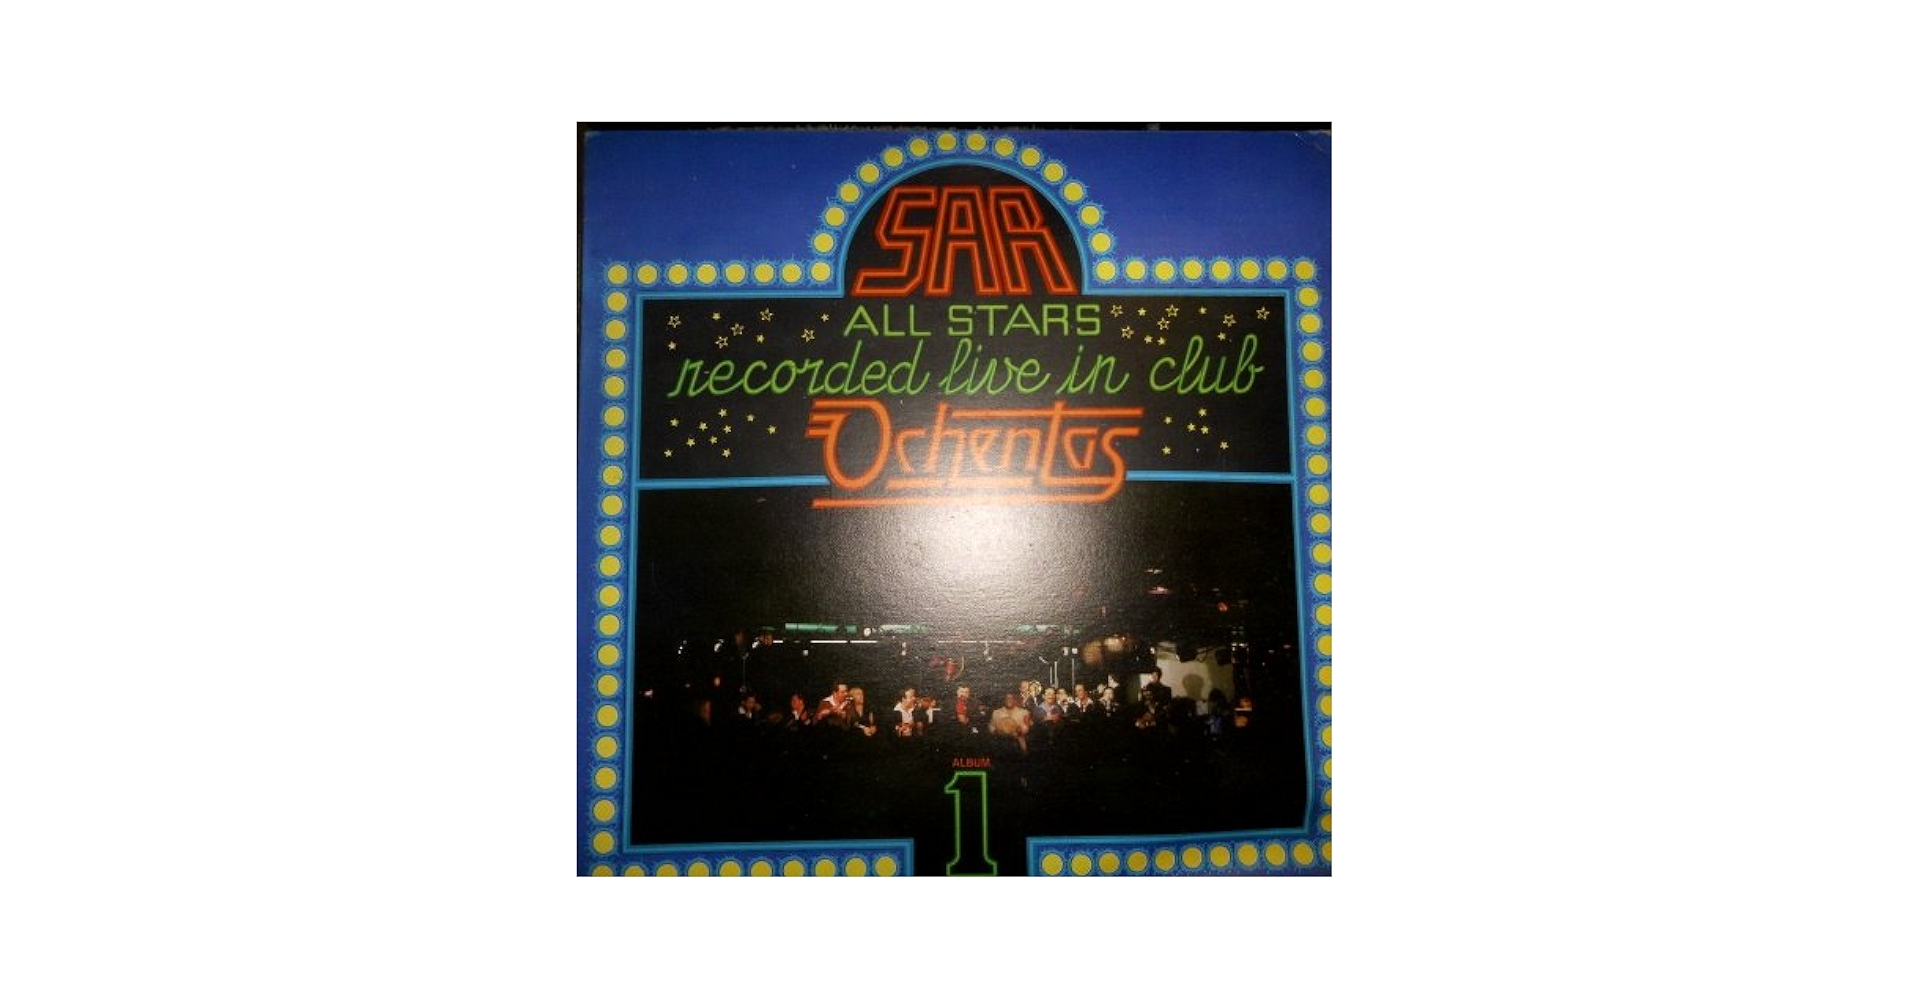 SAR
ALL STARS
recorded live in club
Ochentas
ALBUM
1